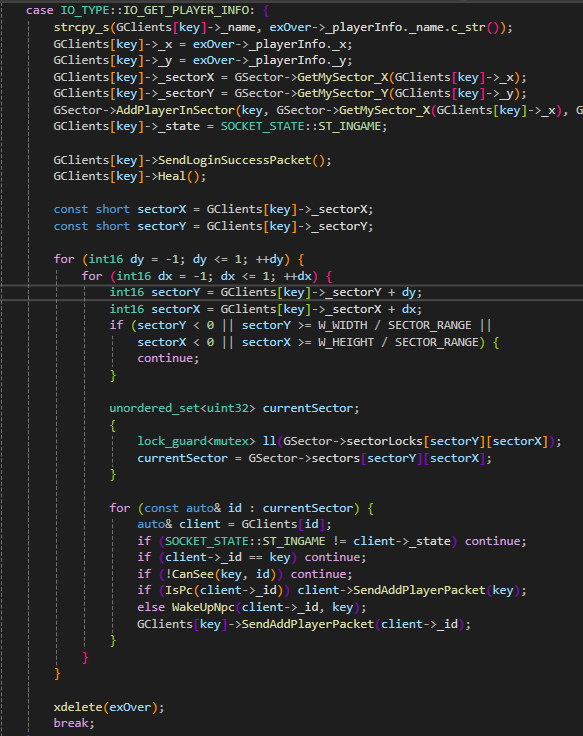 case IO_TYPE::IO_GET_PLAYER_INFO: {
    strcpy_s(GClients[key]->_name, exOver->_playerInfo._name.c_str());
    GClients[key]->_x = exOver->_playerInfo._x;
    GClients[key]->_y = exOver->_playerInfo._y;
    GClients[key]->_sectorX = GSector->GetMySector_X(GClients[key]->_x);
    GClients[key]->_sectorY = GSector->GetMySector_Y(GClients[key]->_y);
    GSector->AddPlayerInSector(key, GSector->GetMySector_X(GClients[key]->_x), G
    GClients[key]->_state = SOCKET_STATE::ST_INGAME;

    GClients[key]->SendLoginSuccessPacket();
    GClients[key]->Heal();

    const short sectorX = GClients[key]->_sectorX;
    const short sectorY = GClients[key]->_sectorY;

    for (int16 dy = -1; dy <= 1; ++dy) {
        for (int16 dx = -1; dx <= 1; ++dx) {
            int16 sectorY = GClients[key]->_sectorY + dy;
            int16 sectorX = GClients[key]->_sectorX + dx;
            if (sectorY < 0 || sectorY >= W_WIDTH / SECTOR_RANGE ||
                sectorX < 0 || sectorX >= W_HEIGHT / SECTOR_RANGE) {
                continue;
            }

            unordered_set<uint32> currentSector;
            {
                lock_guard<mutex> ll(GSector->sectorLocks[sectorY][sectorX]);
                currentSector = GSector->sectors[sectorY][sectorX];
            }

            for (const auto& id : currentSector) {
                auto& client = GClients[id];
                if (SOCKET_STATE::ST_INGAME != client->_state) continue;
                if (client->_id == key) continue;
                if (!CanSee(key, id)) continue;
                if (IsPc(client->_id)) client->SendAddPlayerPacket(key);
                else WakeUpNpc(client->_id, key);
                GClients[key]->SendAddPlayerPacket(client->_id);
            }
        }
    }

    xdelete(exOver);
    break;